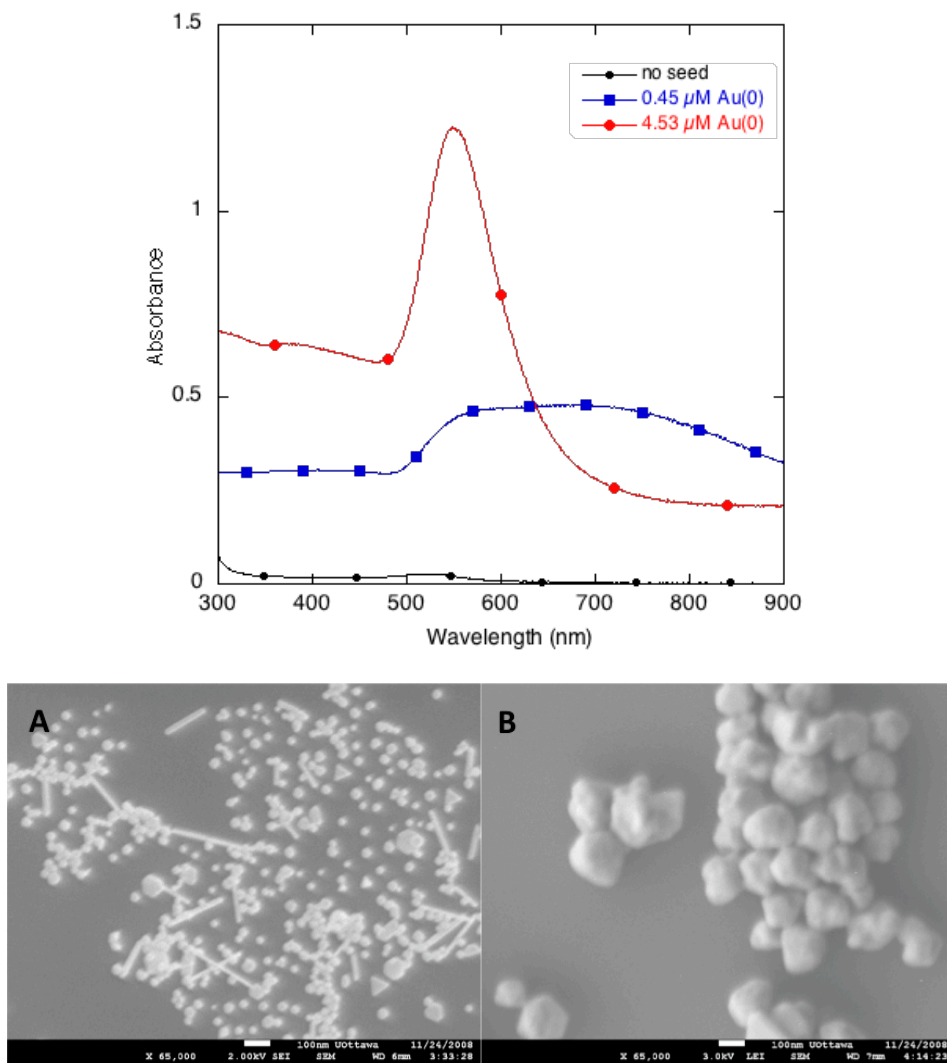 1.5
no seed
0.45 µM Au(0)
4.53 µM Au(0)
1
0.5
0
Absorbance
300 400 500 600 700 800 900
Wavelength (nm)
A
B
100nm UOttawa 11/24/2008
X 65,000 2.00kV SEI SEM WD 6mm 3:33:28
100nm UOttawa 11/24/2008
X 65,000 3.0kV LEI SEM WD 7mm